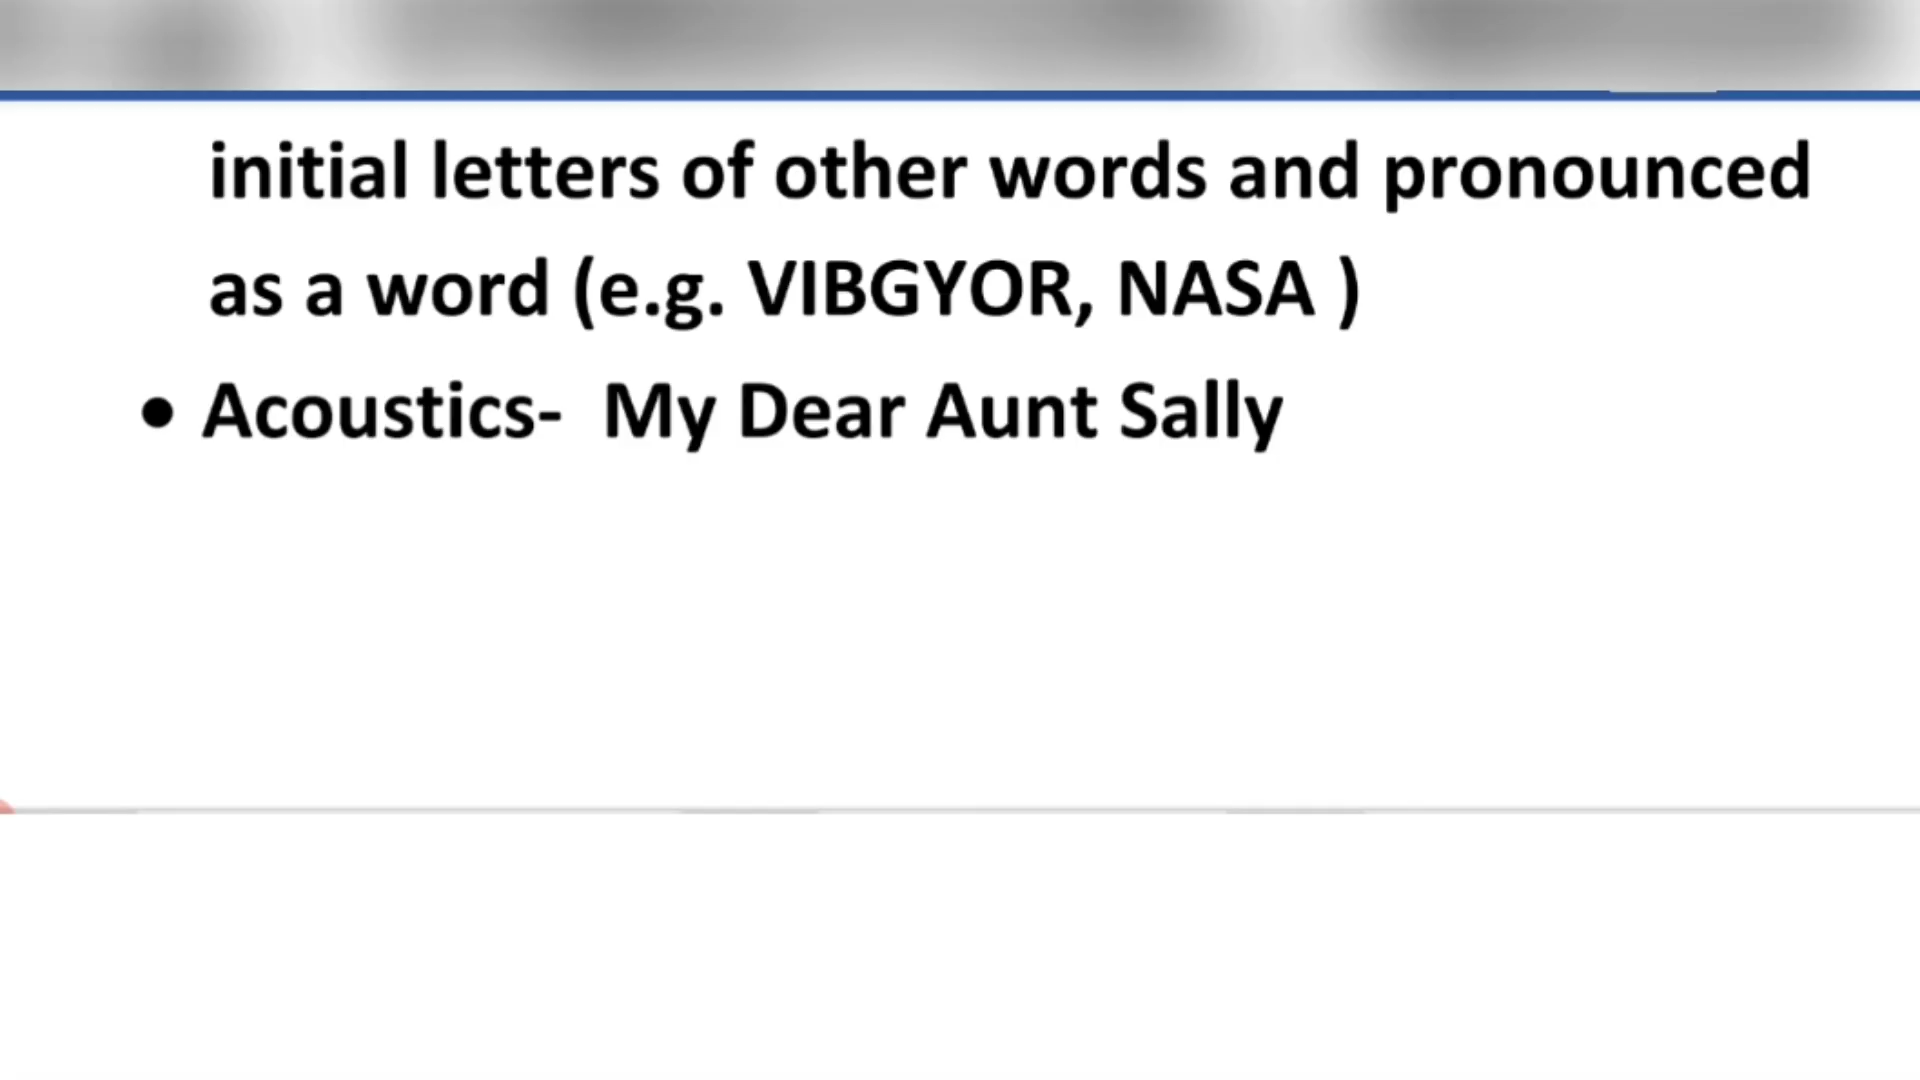 initial letters of other words and pronounced
as a word (e.g. VIBGYOR, NASA )
• Acoustics- My Dear Aunt Sally